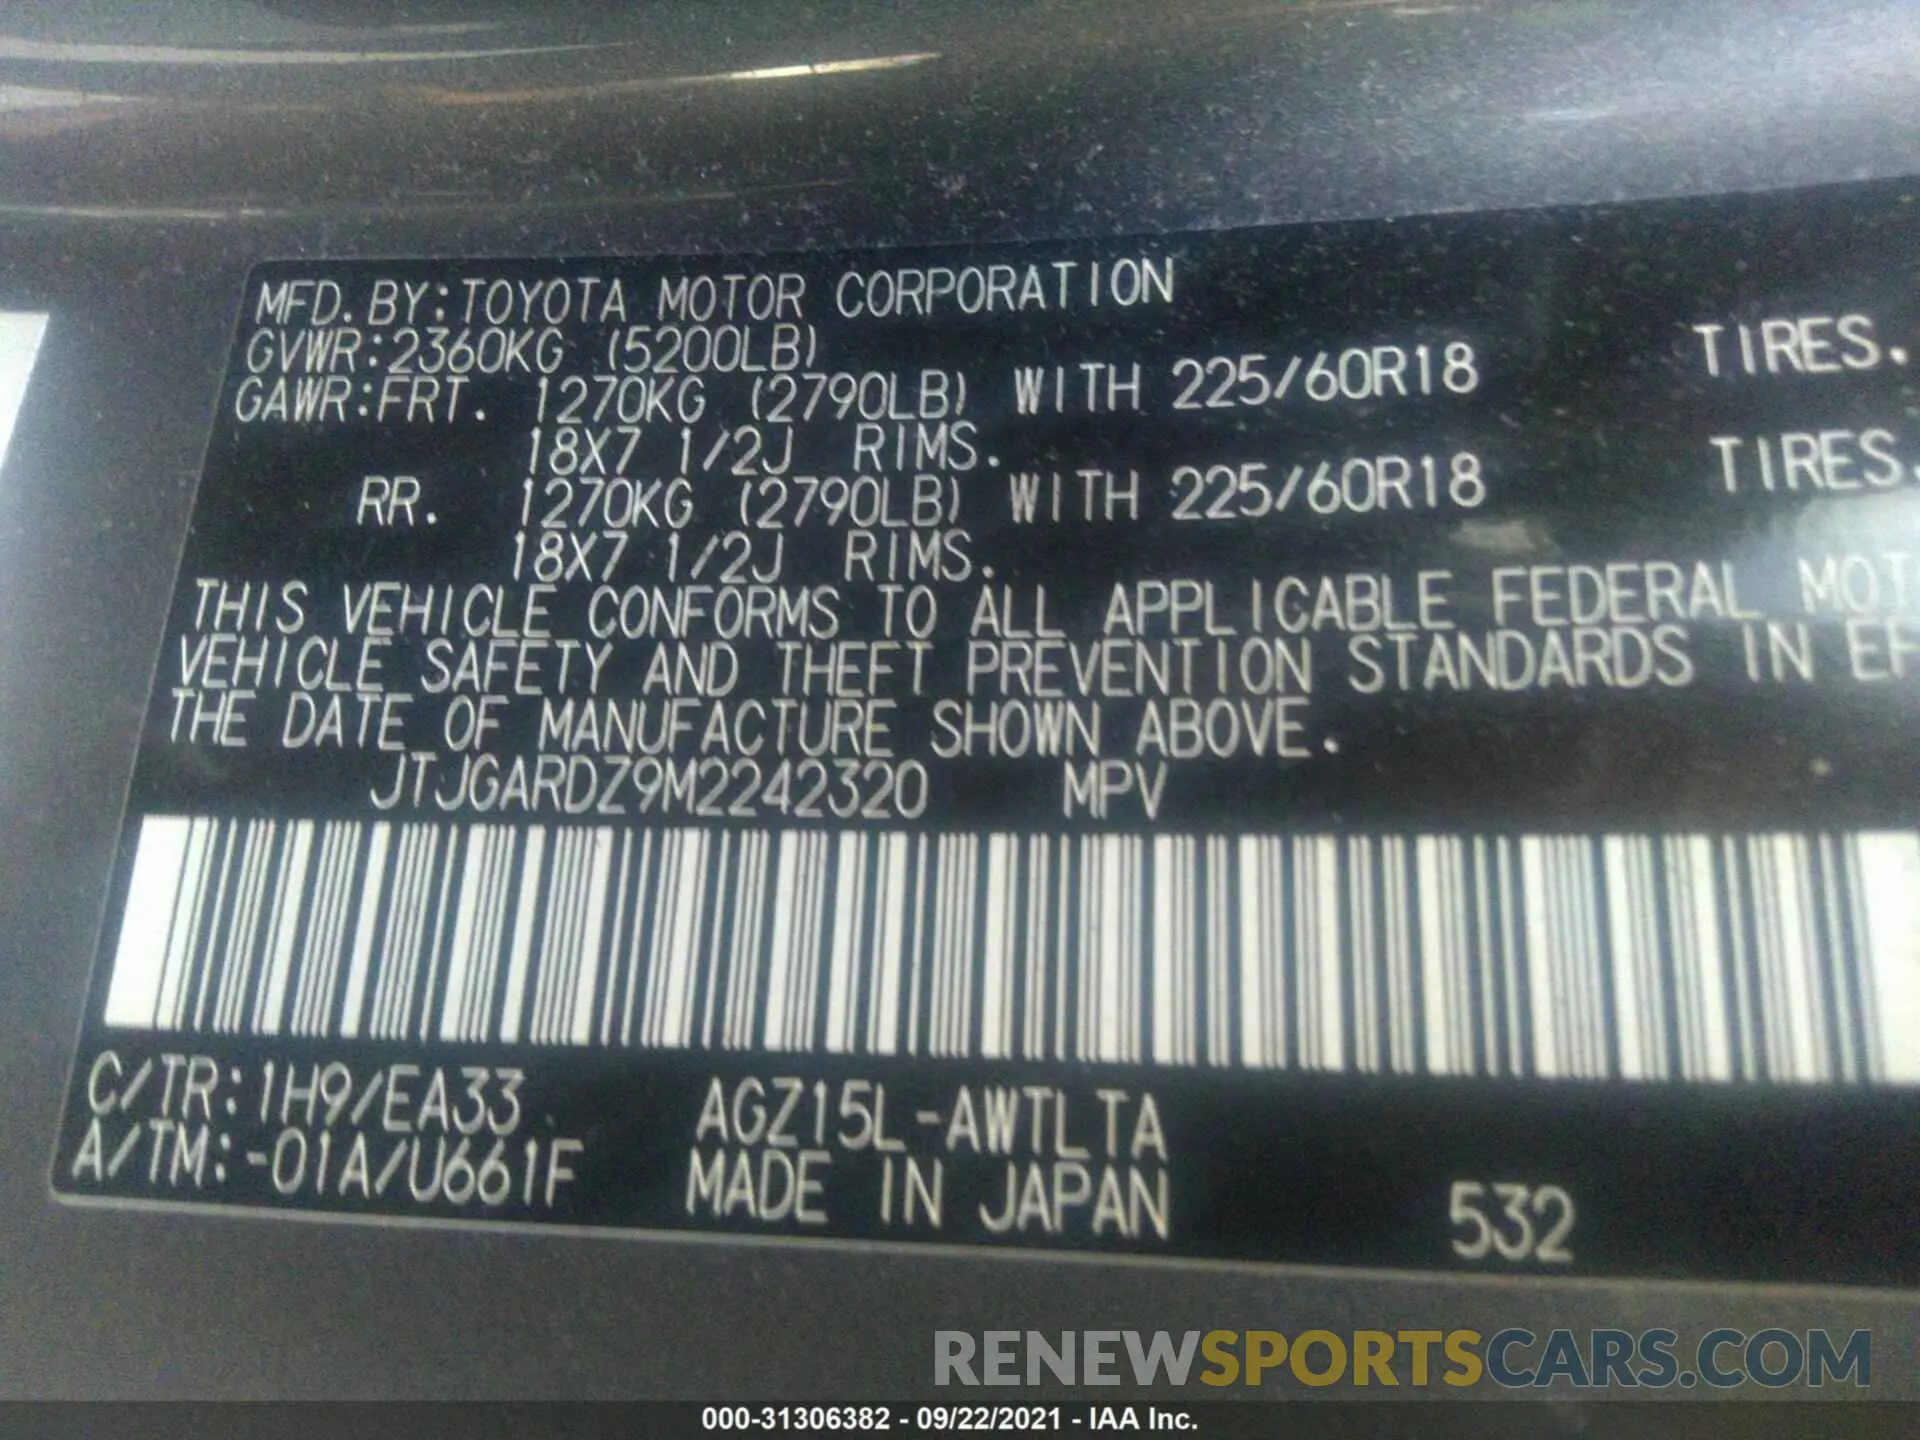 MFD. BY: TOYOTA MOTOR CORPORATION
GVWR: 2360KG (5200LB)
GAWR: FRT. 1270KG (2790LB) WITH 225/60R18 TIRES.
18X7 1/2J RIMS.
RR. 1270KG (2790LB) WITH 225/60R18 TIRES.
18X7 1/2J RIMS.
THIS VEHICLE CONFORMS TO ALL APPLICABLE FEDERAL MOT
VEHICLE SAFETY AND THEFT PREVENTION STANDARDS IN EF
THE DATE OF MANUFACTURE SHOWN ABOVE.
JTJGARDZ9M2242320 MPV
C/TR: 1H9/EA33 AGZ15L-AWTLTA
A/TM: -01A/U661F MADE IN JAPAN 532
RENEWSPORTSCARS.COM
000-31306382 - 09/22/2021 - IAA Inc.